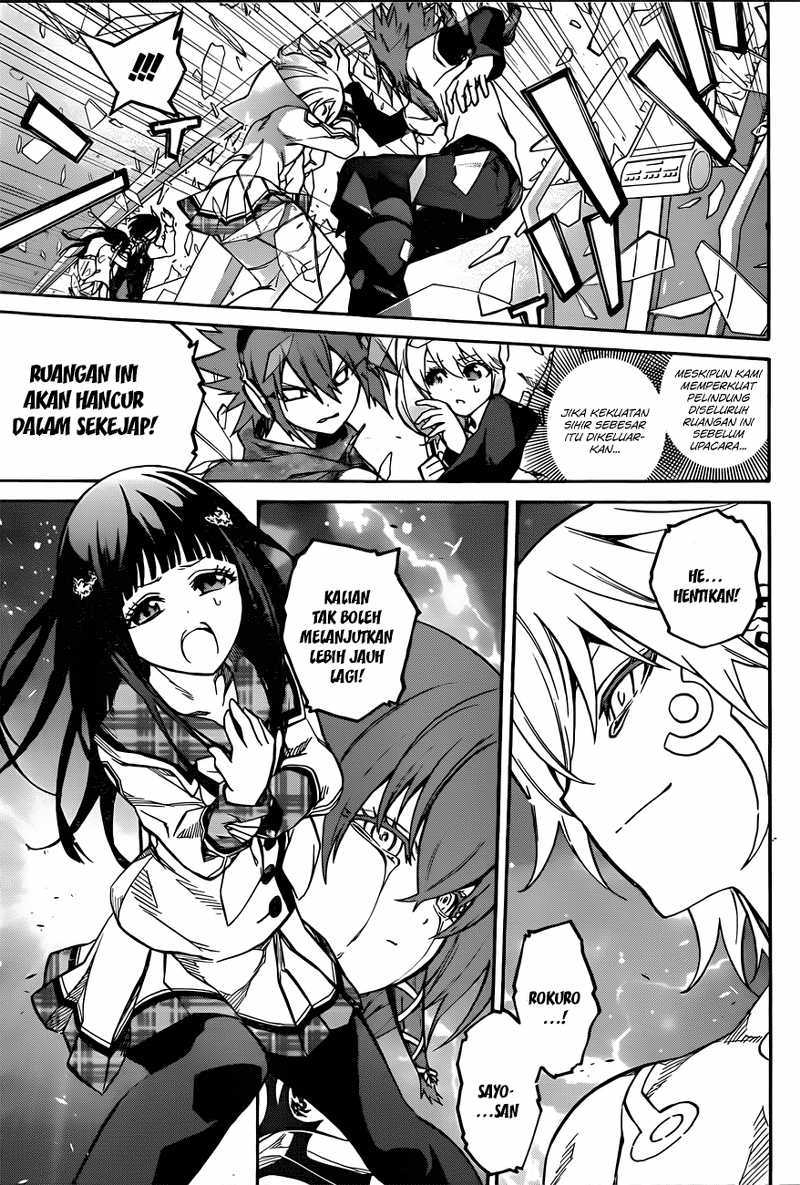 !!!
MESKIPUN KAMI
MEMPERKUAT
PELINDUNG
DISELURUH
RUANGAN INI
SEBELUM
UPACARA...
JIKA KEKUATAN
SIHIR SEBESAR
ITU DIKELUAR-
KAN...
RUANGAN INI
AKAN HANCUR
DALAM SEKEJAP!
HE...
HENTIKAN!
KALIAN
TAK BOLEH
MELANJUTKAN
LEBIH JAUH
LAGI!
ROKURO
...!
SAYO-
...SAN